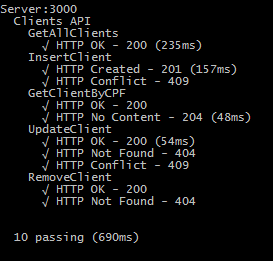 Server:3000
Clients API
GetAllClients
√ HTTP OK - 200 (235ms)
InsertClient
√ HTTP Created - 201 (157ms)
√ HTTP Conflict - 409
GetClientByCPF
√ HTTP OK - 200
√ HTTP No Content - 204 (48ms)
UpdateClient
√ HTTP OK - 200 (54ms)
√ HTTP Not Found - 404
√ HTTP Conflict - 409
RemoveClient
√ HTTP OK - 200
√ HTTP Not Found - 404
10 passing (690ms)